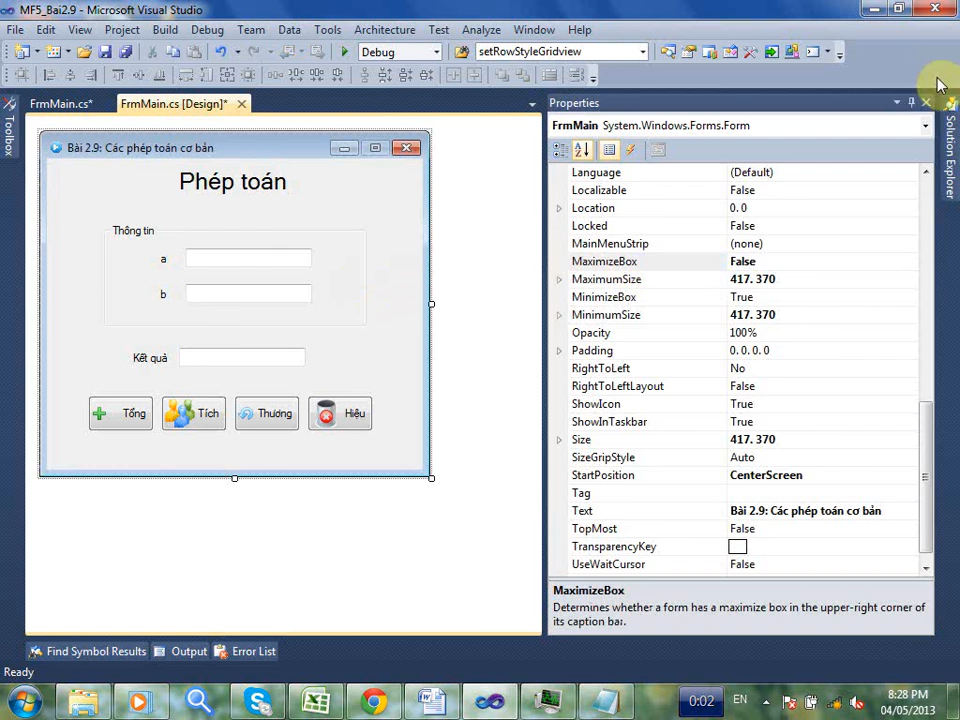 MF5_Bai2.9 - Microsoft Visual Studio
File Edit View Project Build Debug Team Data Tools Architecture Test Analyze Window Help
Debug setRowStyleGridview
FrmMain.cs* FrmMain.cs [Design]* Properties
FrmMain System.Windows.Forms.Form
Toolbox
Solution Explorer
Bài 2.9: Các phép toán cơ bản
Phép toán
Thông tin
a
b
Kết quả
Tổng Tích Thương Hiệu
Language (Default)
Localizable False
Location 0. 0
Locked False
MainMenuStrip (none)
MaximizeBox False
MaximumSize 417. 370
MinimizeBox True
MinimumSize 417. 370
Opacity 100%
Padding 0. 0. 0. 0
RightToLeft No
RightToLeftLayout False
ShowIcon True
ShowInTaskbar True
Size 417. 370
SizeGripStyle Auto
StartPosition CenterScreen
Tag
Text Bài 2.9: Các phép toán cơ bản
TopMost False
TransparencyKey
UseWaitCursor False
MaximizeBox
Determines whether a form has a maximize box in the upper-right corner of
its caption bar.
Find Symbol Results Output Error List
Ready
0:02 EN 8:28 PM
04/05/2013